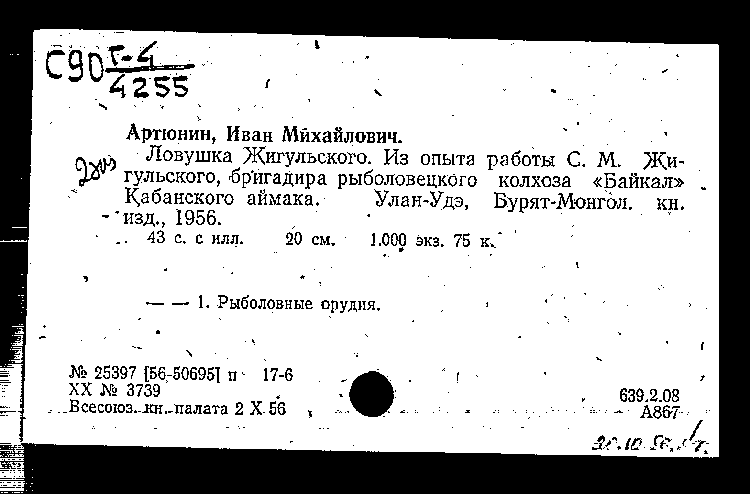 С90 Г-4
4255
Артюнин, Иван Михайлович.
Ловушка Жигульского. Из опыта работы С. М. Жи-
гульского, бригадира рыболовецкого колхоза «Байкал»
Кабанского аймака. Улан-Удэ, Бурят-Монгол. кн.
изд., 1956.
43 с. с илл. 20 см. 1.000 экз. 75 к.
— — 1. Рыболовные орудия.
№ 25397 [56-50695] п 17-6
XX № 3739
Всесоюз. кн. палата 2 X 56
639.2.08
А867